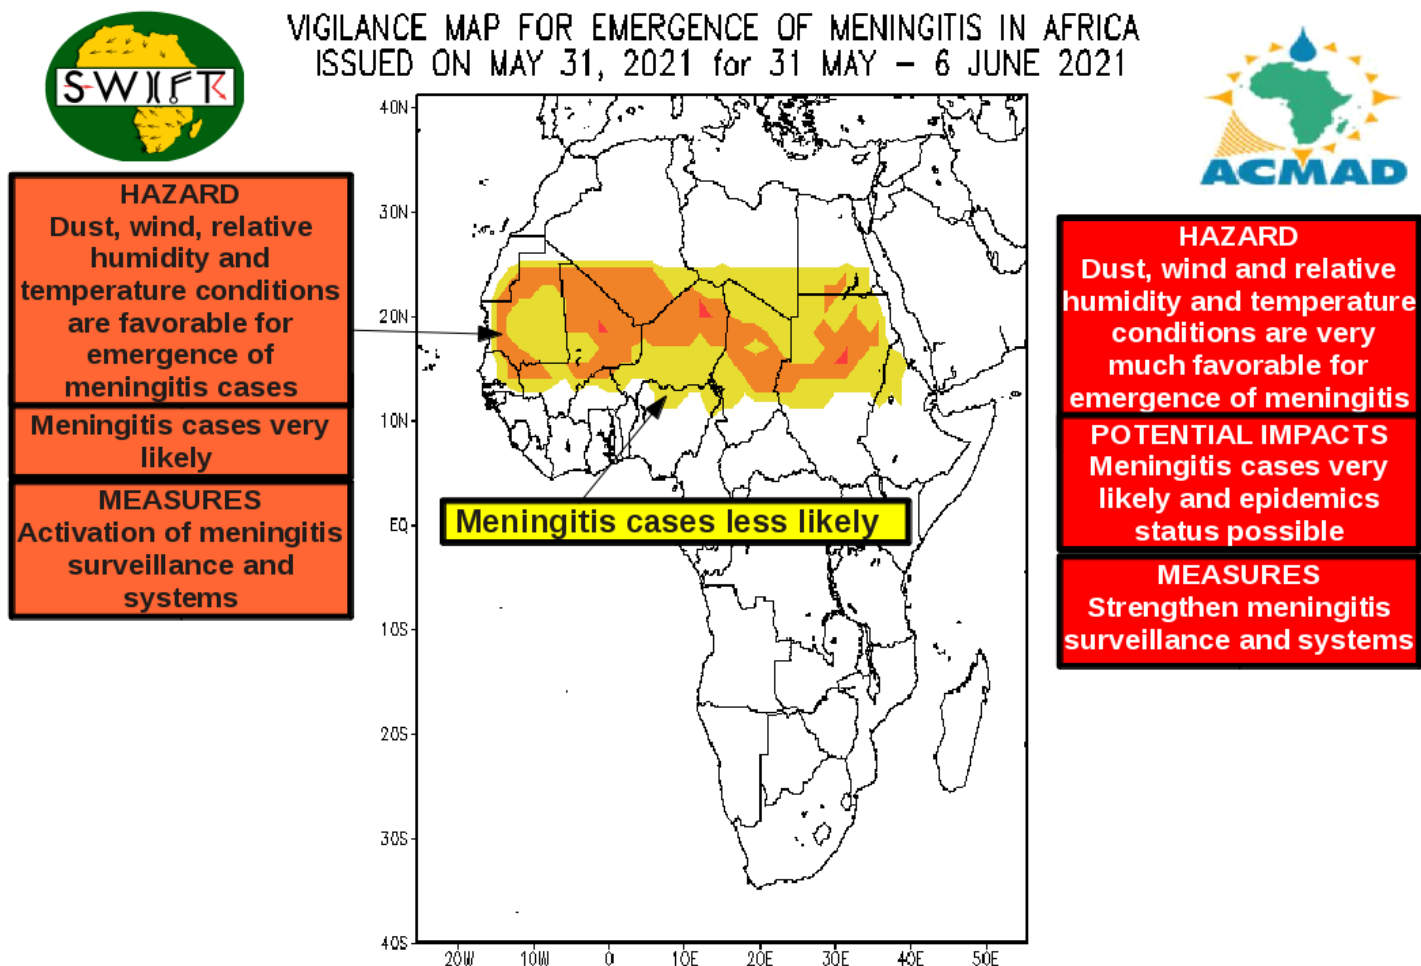 VIGILANCE MAP FOR EMERGENCE OF MENINGITIS IN AFRICA
ISSUED ON MAY 31, 2021 for 31 MAY – 6 JUNE 2021
SWIFT
ACMAD
HAZARD
Dust, wind, relative
humidity and
temperature conditions
are favorable for
emergence of
meningitis cases
Meningitis cases very
likely
MEASURES
Activation of meningitis
surveillance and
systems
40N
30N
20N
10N
EQ
10S
20S
30S
40S
20W
10W
0
10E
20E
30E
40E
50E
Meningitis cases less likely
HAZARD
Dust, wind and relative
humidity and temperature
conditions are very
much favorable for
emergence of meningitis
POTENTIAL IMPACTS
Meningitis cases very
likely and epidemics
status possible
MEASURES
Strengthen meningitis
surveillance and systems